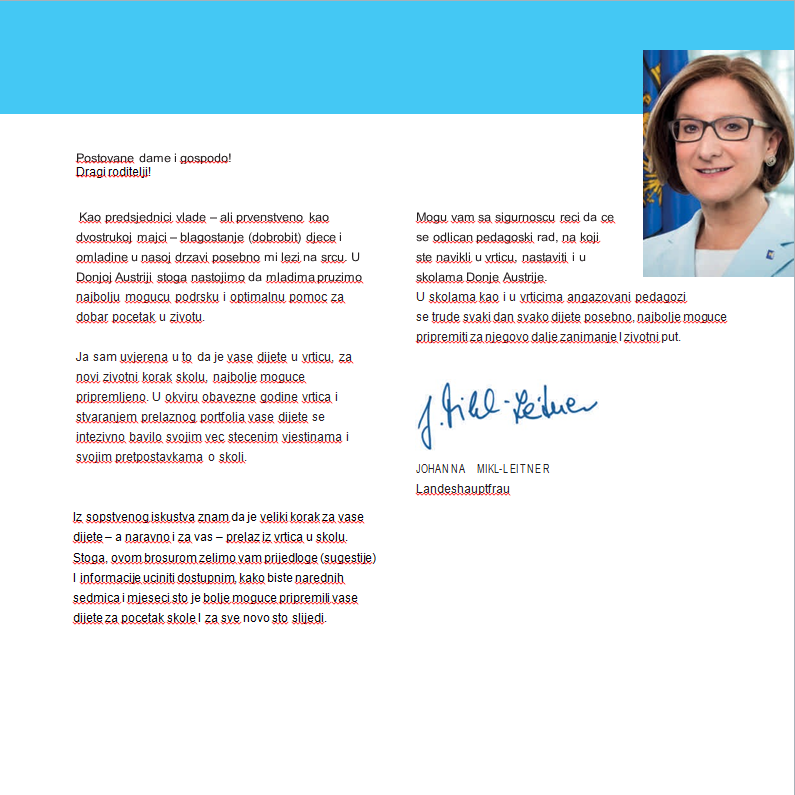 Postovane dame i gospodo!
Dragi roditelji!
Kao predsjednici vlade – ali prvenstveno kao
dvostrukoj majci – blagostanje (dobrobit) djece i
omladine u nasoj drzavi posebno mi lezi na srcu. U
Donjoj Austriji stoga nastojimo da mladima pruzimo
najbolju mogucu podrsku i optimalnu pomoc za
dobar pocetak u zivotu.
Ja sam uvjerena u to da je vase dijete u vrticu, za
novi zivotni korak skolu, najbolje moguce
pripremljeno. U okviru obavezne godine vrtica i
stvaranjem prelaznog portfolia vase dijete se
intezivno bavilo svojim vec stecenim vjestinama i
svojim pretpostavkama o skoli.
Iz sopstvenog iskustva znam da je veliki korak za vase
dijete – a naravno i za vas – prelaz iz vrtica u skolu.
Stoga, ovom brosurom zelimo vam prijedloge (sugestije)
I informacije uciniti dostupnim, kako biste narednih
sedmica i mjeseci sto je bolje moguce pripremili vase
dijete za pocetak skole I za sve novo sto slijedi.
Mogu vam sa sigurnoscu reci da ce
se odlican pedagoski rad, na koji
ste navikli u vrticu, nastaviti i u
skolama Donje Austrije.
U skolama kao i u vrticima angazovani pedagozi
se trude svaki dan svako dijete posebno, najbolje moguce
pripremiti za njegovo dalje zanimanje I zivotni put.
J. Mikl-Leitner
JOHANNA MIKL-LEITNER
Landeshauptfrau